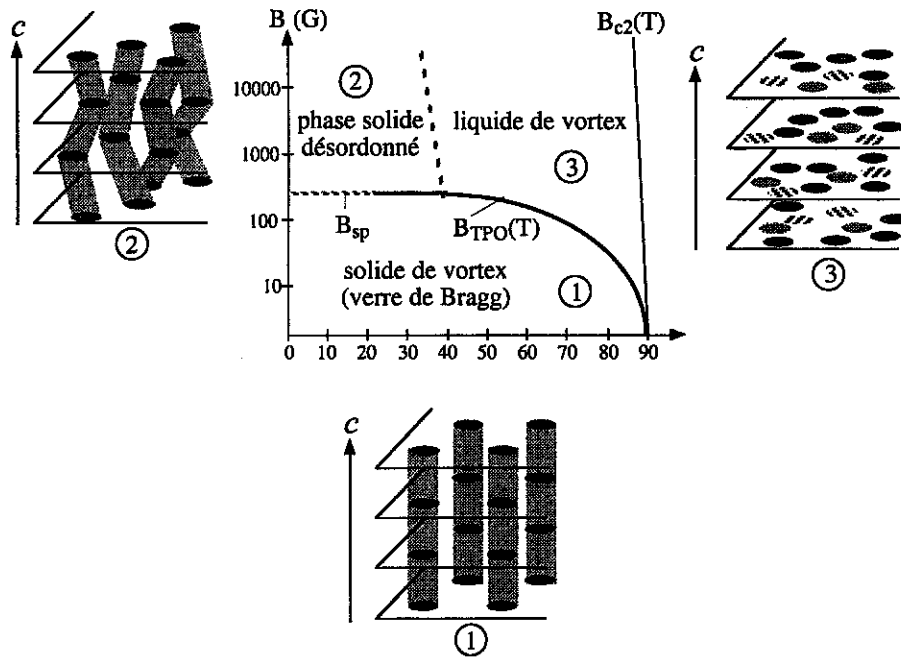 c
B (G)
B_c2(T)
c
10000
1000
100
10
②
phase solide
désordonné
liquide de vortex
③
B_sp
B_TPO(T)
solide de vortex
(verre de Bragg)
①
0 10 20 30 40 50 60 70 80 90
②
③
c
①